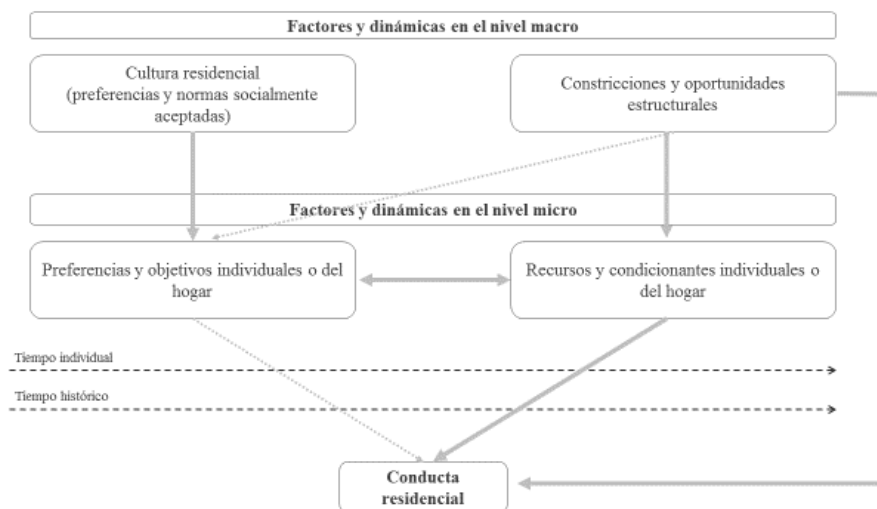 Factores y dinámicas en el nivel macro
Cultura residencial
(preferencias y normas socialmente
aceptadas)
Constricciones y oportunidades
estructurales
Factores y dinámicas en el nivel micro
Preferencias y objetivos individuales o del
hogar
Recursos y condicionantes individuales o
del hogar
Tiempo individual
Tiempo histórico
Conducta
residencial